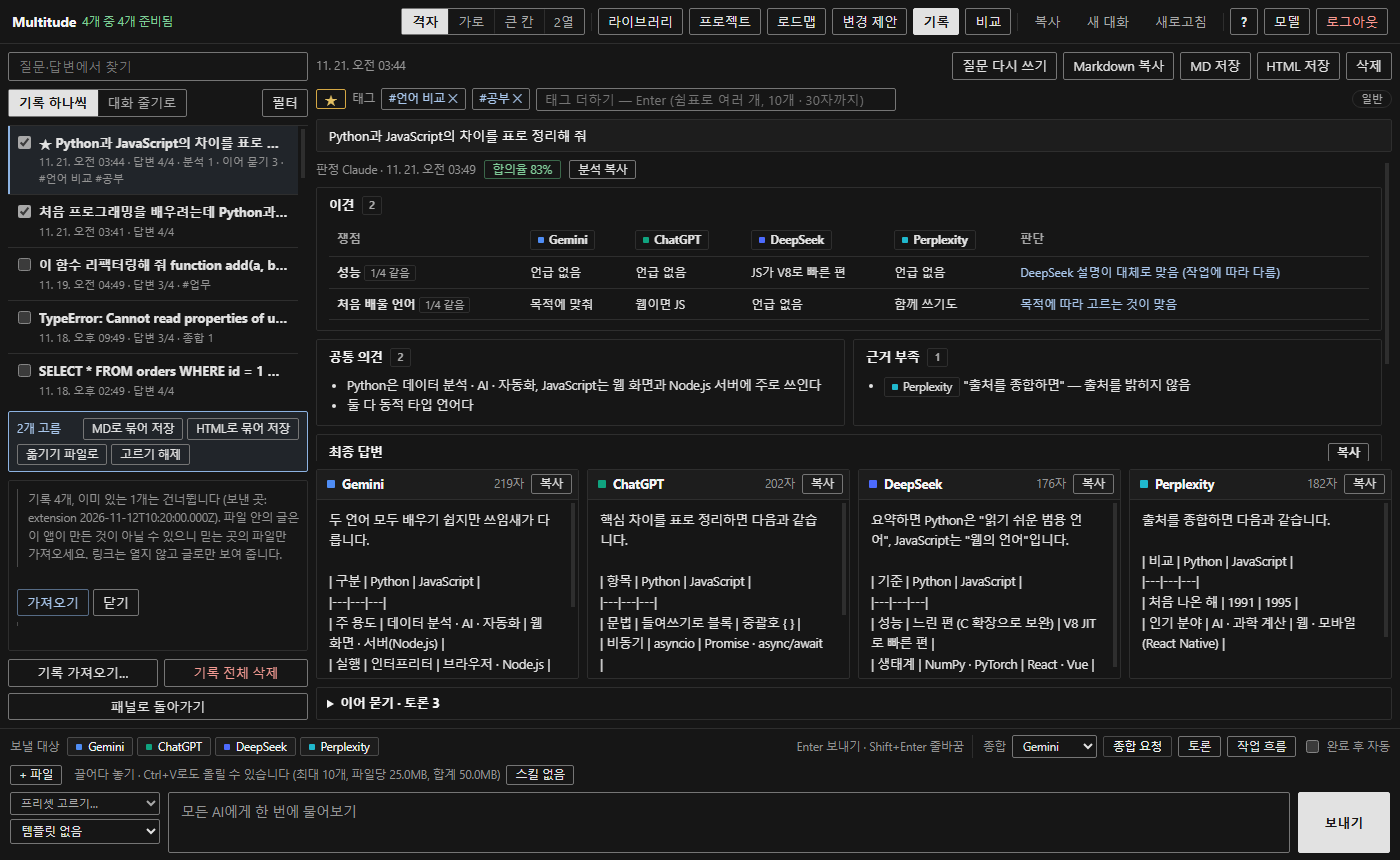 Multitude 4개 중 4개 준비됨
격자 가로 큰 칸 2열 라이브러리 프로젝트 로드맵 변경 제안 기록 비교 복사 새 대화 새로고침 ? 모델 로그아웃
질문·답변에서 찾기
기록 하나씩 대화 줄기로 필터
★ Python과 JavaScript의 차이를 표로 ...
11. 21. 오전 03:44 · 답변 4/4 · 분석 1 · 이어 묻기 3 ·
#언어 비교 #공부
처음 프로그래밍을 배우려는데 Python과...
11. 21. 오전 03:41 · 답변 4/4
이 함수 리팩터링해 줘 function add(a, b...
11. 19. 오전 04:49 · 답변 3/4 · #업무
TypeError: Cannot read properties of u...
11. 18. 오후 09:49 · 답변 3/4 · 종합 1
SELECT * FROM orders WHERE id = 1 ...
11. 18. 오후 02:49 · 답변 4/4
2개 고름 MD로 묶어 저장 HTML로 묶어 저장
옮기기 파일로 고르기 해제
기록 4개, 이미 있는 1개는 건너뜁니다 (보낸 곳:
extension 2026-11-12T10:20:00.000Z). 파일 안의 글은
이 앱이 만든 것이 아닐 수 있으니 믿는 곳의 파일만
가져오세요. 링크는 열지 않고 글로만 보여 줍니다.
가져오기 닫기
기록 가져오기... 기록 전체 삭제
패널로 돌아가기
11. 21. 오전 03:44 질문 다시 쓰기 Markdown 복사 MD 저장 HTML 저장 삭제
★ 태그 #언어 비교 ✕ #공부 ✕ 태그 더하기 — Enter (쉼표로 여러 개, 10개 · 30자까지) 일반
Python과 JavaScript의 차이를 표로 정리해 줘
판정 Claude · 11. 21. 오전 03:49 합의율 83% 분석 복사
이견 2
쟁점 Gemini ChatGPT DeepSeek Perplexity 판단
성능 1/4 같음 언급 없음 언급 없음 JS가 V8로 빠른 편 언급 없음 DeepSeek 설명이 대체로 맞음 (작업에 따라 다름)
처음 배울 언어 1/4 같음 목적에 맞춰 웹이면 JS 언급 없음 함께 쓰기도 목적에 따라 고르는 것이 맞음
공통 의견 2
• Python은 데이터 분석 · AI · 자동화, JavaScript는 웹 화면과 Node.js 서버에 주로 쓰인다
• 둘 다 동적 타입 언어다
근거 부족 1
• Perplexity "출처를 종합하면" — 출처를 밝히지 않음
최종 답변 복사
Gemini 219자 복사
두 언어 모두 배우기 쉽지만 쓰임새가 다
릅니다.
| 구분 | Python | JavaScript |
|---|---|---|
| 주 용도 | 데이터 분석 · AI · 자동화 | 웹
화면 · 서버(Node.js) |
| 실행 | 인터프리터 | 브라우저 · Node.js |
ChatGPT 202자 복사
핵심 차이를 표로 정리하면 다음과 같습
니다.
| 항목 | Python | JavaScript |
|---|---|---|
| 문법 | 들여쓰기로 블록 | 중괄호 { } |
| 비동기 | asyncio | Promise · async/await
|
DeepSeek 176자 복사
요약하면 Python은 "읽기 쉬운 범용 언
어", JavaScript는 "웹의 언어"입니다.
| 기준 | Python | JavaScript |
|---|---|---|
| 성능 | 느린 편 (C 확장으로 보완) | V8 JIT
로 빠른 편 |
| 생태계 | NumPy · PyTorch | React · Vue |
Perplexity 182자 복사
출처를 종합하면 다음과 같습니다.
| 비교 | Python | JavaScript |
|---|---|---|
| 처음 나온 해 | 1991 | 1995 |
| 인기 분야 | AI · 과학 계산 | 웹 · 모바일
(React Native) |
▶ 이어 묻기 · 토론 3
보낼 대상 Gemini ChatGPT DeepSeek Perplexity Enter 보내기 · Shift+Enter 줄바꿈 종합 Gemini 종합 요청 토론 작업 흐름 완료 후 자동
+ 파일 끌어다 놓기 · Ctrl+V로도 올릴 수 있습니다 (최대 10개, 파일당 25.0MB, 합계 50.0MB) 스킬 없음
프리셋 고르기...
템플릿 없음
모든 AI에게 한 번에 물어보기
보내기